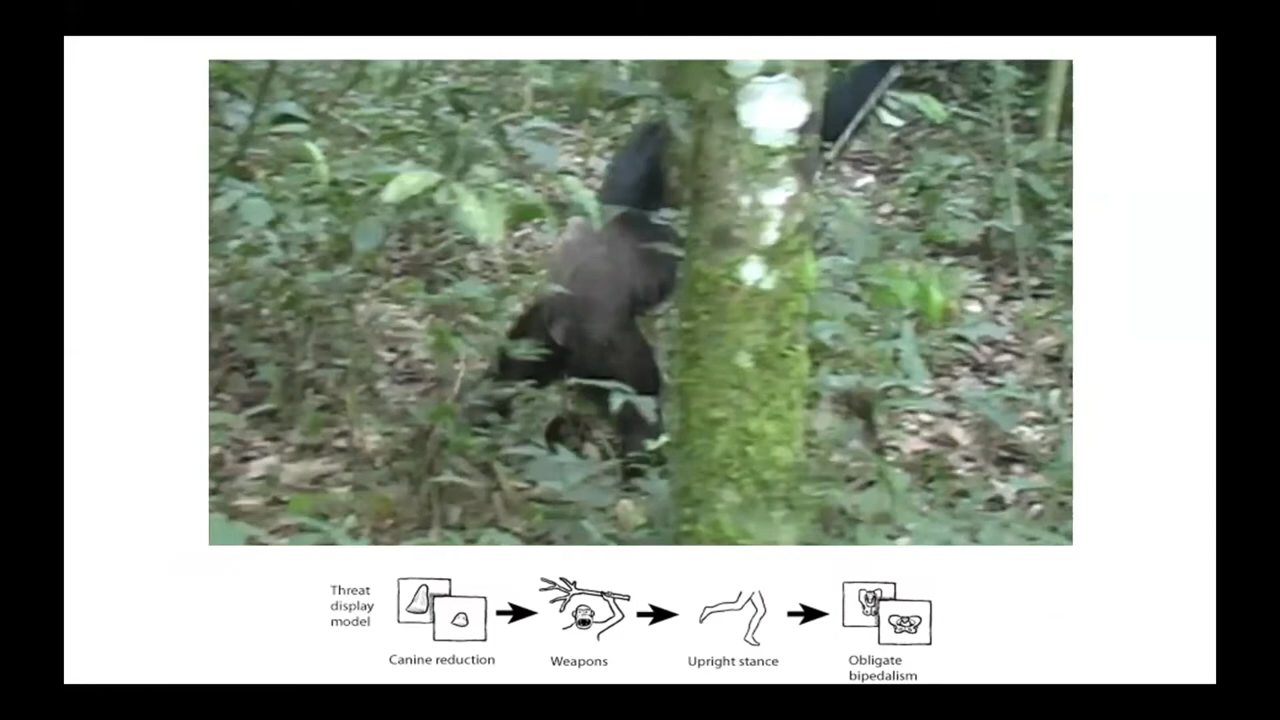 Threat
display
model
Canine reduction
Weapons
Upright stance
Obligate
bipedalism